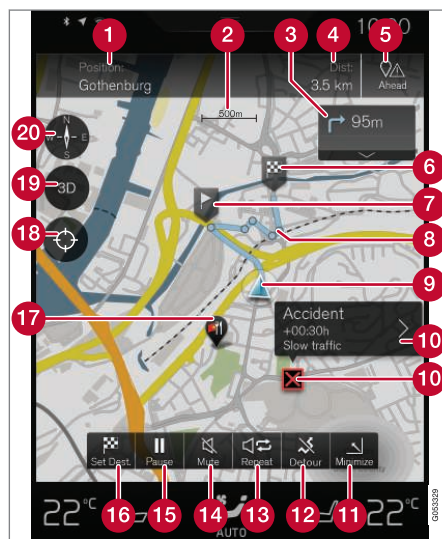 1
2
3
4
5
Position:
Gothenburg
Dist:
3.5 km
Ahead
500m
95m
N
W
E
S
20
19
3D
18
6
7
8
9
17
Accident
+00:30h
Slow traffic
10
10
Set Dest.
Pause
Mute
Repeat
Detour
Minimize
16
15
14
13
12
11
22°C
AUTO
22°C
G053329